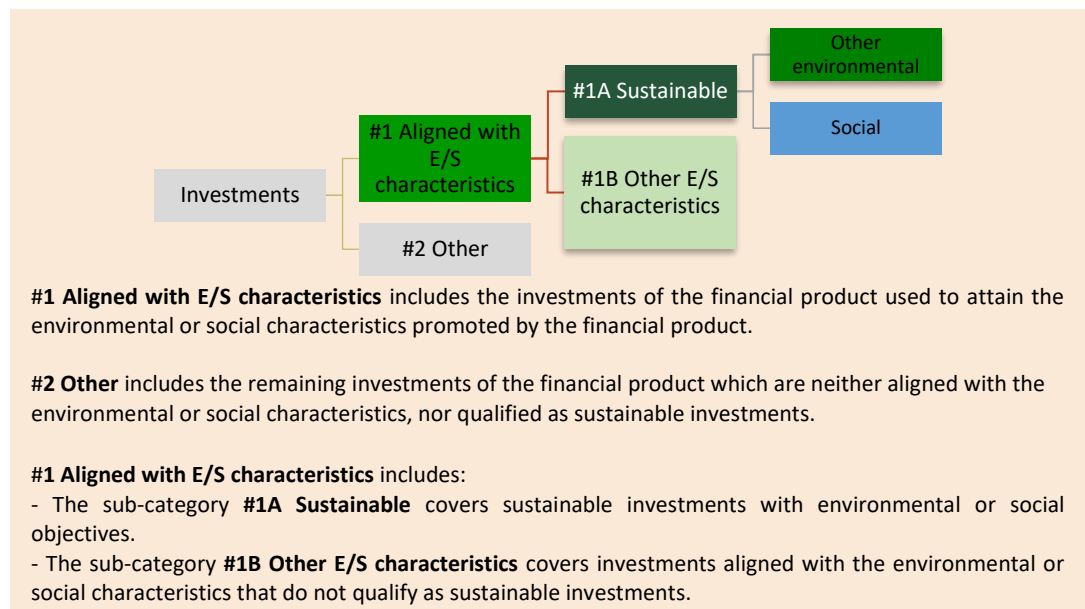 Other
environmental
#1A Sustainable
Social
#1 Aligned with
E/S
characteristics
#1B Other E/S
characteristics
Investments
#2 Other
#1 Aligned with E/S characteristics includes the investments of the financial product used to attain the
environmental or social characteristics promoted by the financial product.
#2 Other includes the remaining investments of the financial product which are neither aligned with the
environmental or social characteristics, nor qualified as sustainable investments.
#1 Aligned with E/S characteristics includes:
- The sub-category #1A Sustainable covers sustainable investments with environmental or social
objectives.
- The sub-category #1B Other E/S characteristics covers investments aligned with the environmental or
social characteristics that do not qualify as sustainable investments.